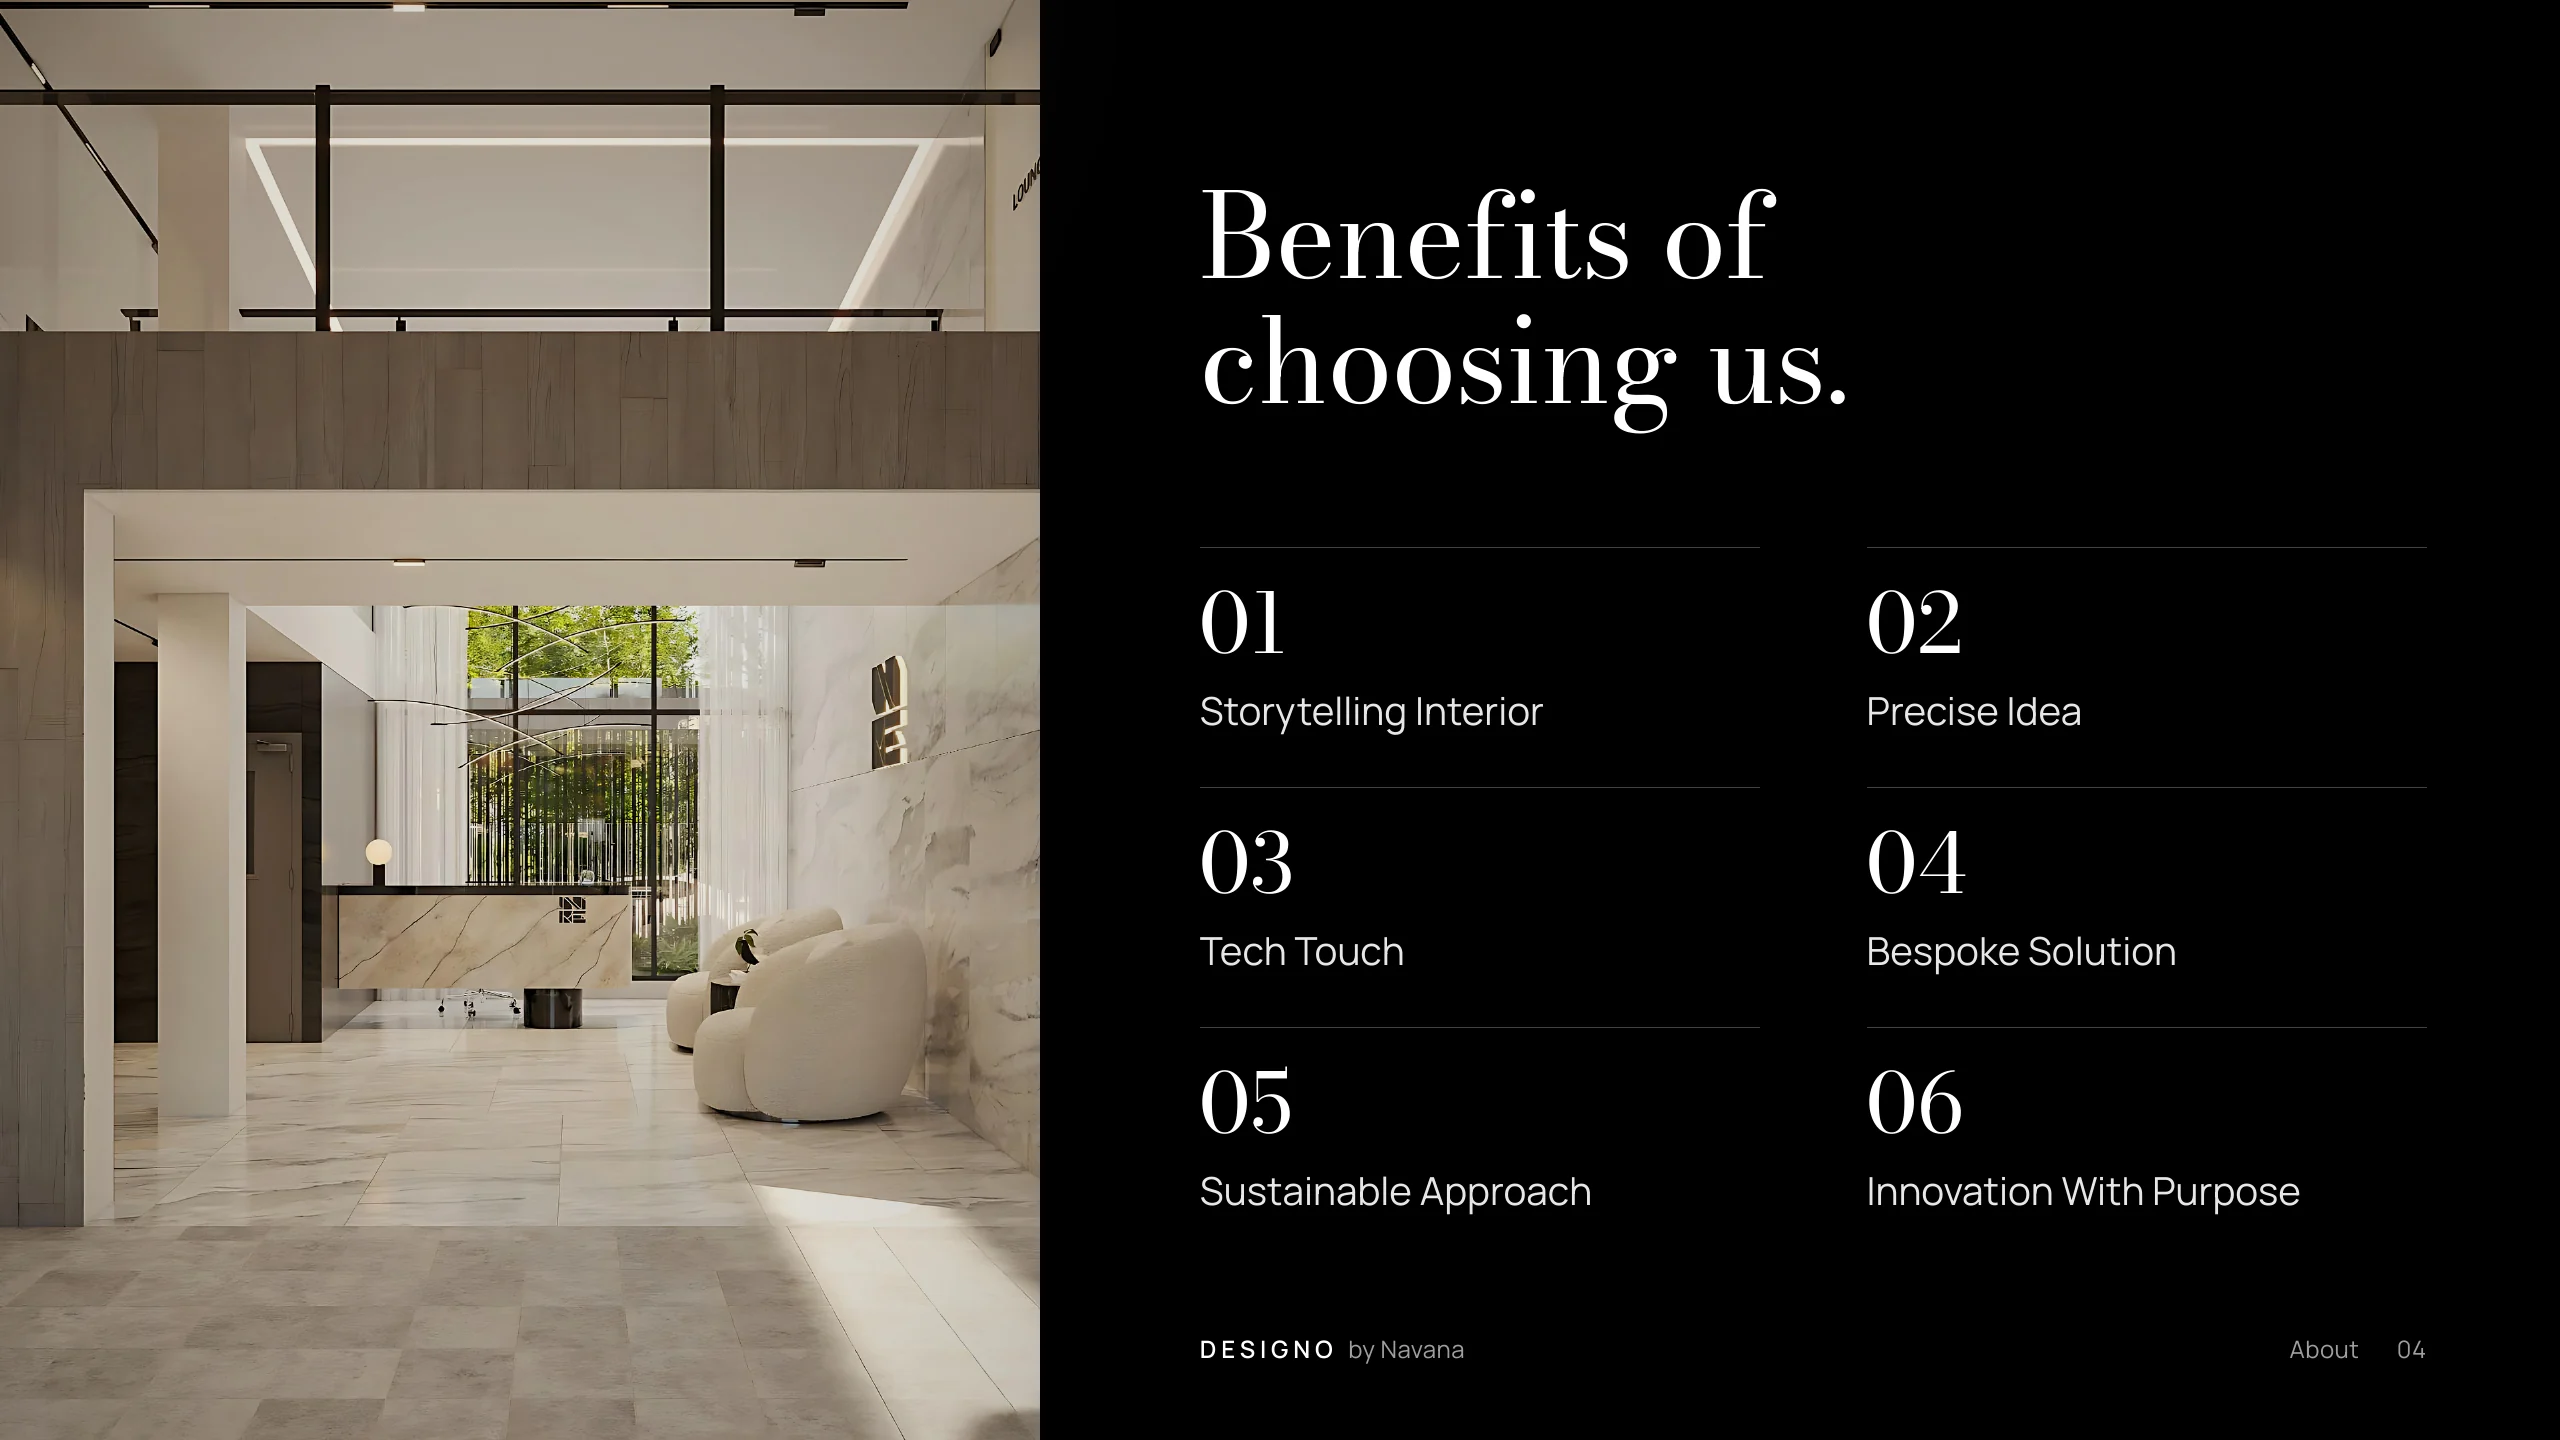 Benefits of
choosing us.
01
Storytelling Interior
02
Precise Idea
03
Tech Touch
04
Bespoke Solution
05
Sustainable Approach
06
Innovation With Purpose
DESIGNO by Navana
About 04